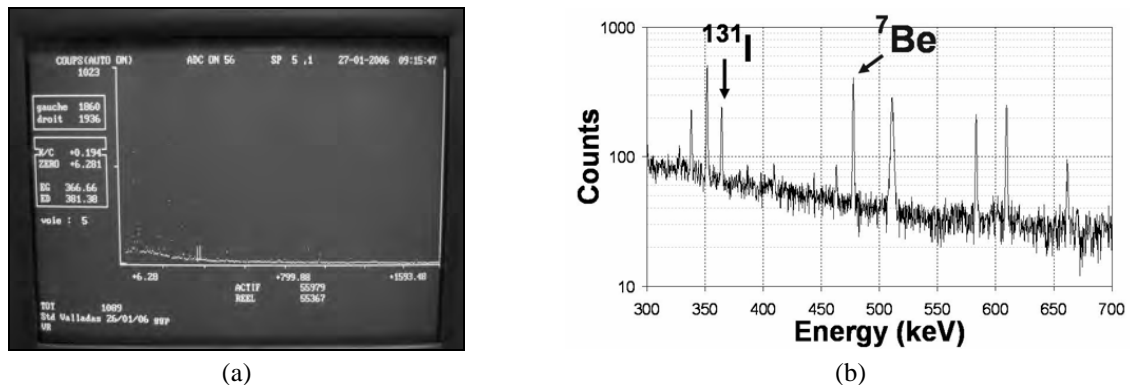 COUPS(AUTO ON) ADC ON 56 SP 5 ,1 27-01-2006 09:15:47
1023
gauche 1860
droit 1936
K/C +0.194
ZERO +6.281
EG 366.66
ED 381.38
voie : 5
+6.28 +799.88 +1593.48
ACTIF 55979
REEL 55367
TOT 1089
Std Valladas 26/01/06
VR
(a)
1000
100
10
Counts
131I
7Be
300 350 400 450 500 550 600 650 700
Energy (keV)
(b)